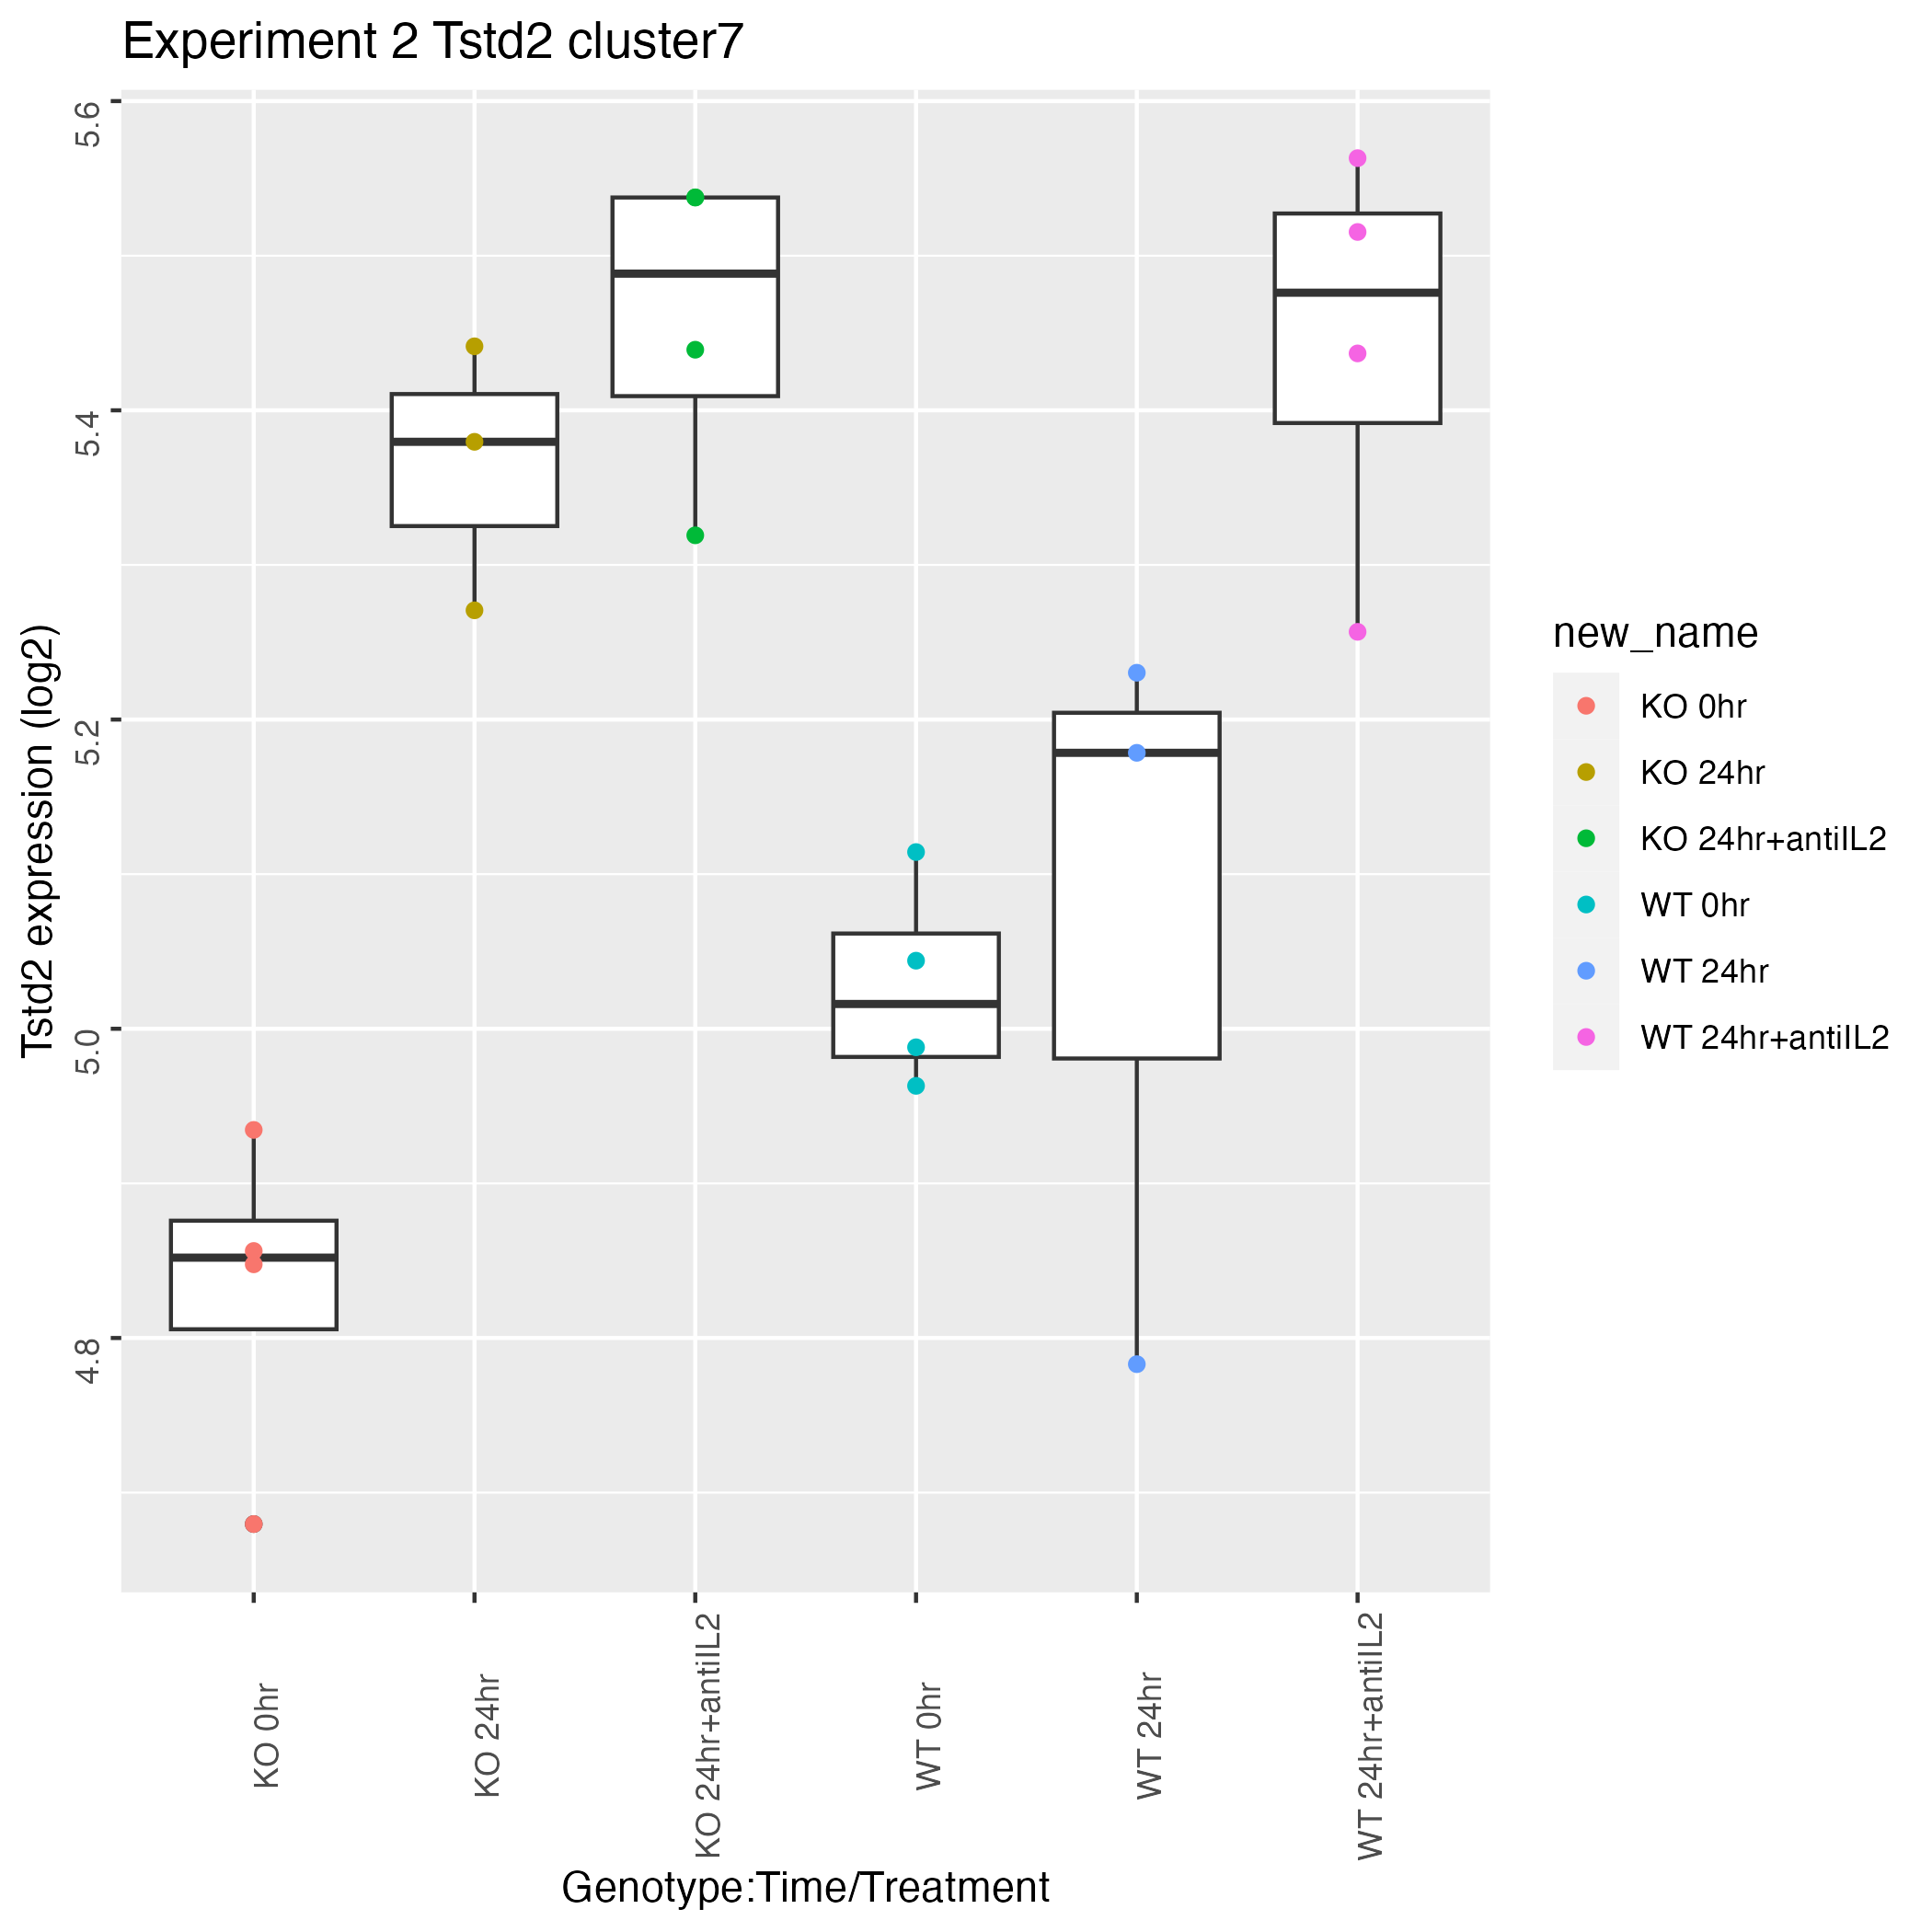 Experiment 2 Tstd2 cluster7
5.6
5.4
5.2
5.0
4.8
Tstd2 expression (log2)
KO 0hr
KO 24hr
KO 24hr+antiIL2
WT 0hr
WT 24hr
WT 24hr+antiIL2
Genotype:Time/Treatment
new_name
KO 0hr
KO 24hr
KO 24hr+antiIL2
WT 0hr
WT 24hr
WT 24hr+antiIL2